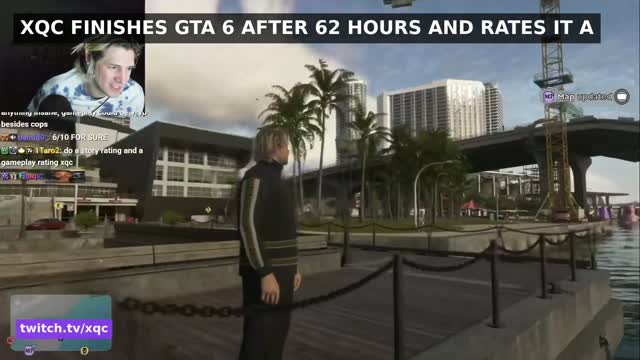 XQC FINISHES GTA 6 AFTER 62 HOURS AND RATES IT A
besides cops
6/10 FOR SURE
Map updated
1Taro2: do a story rating and a
gameplay rating xqc
twitch.tv/xqc